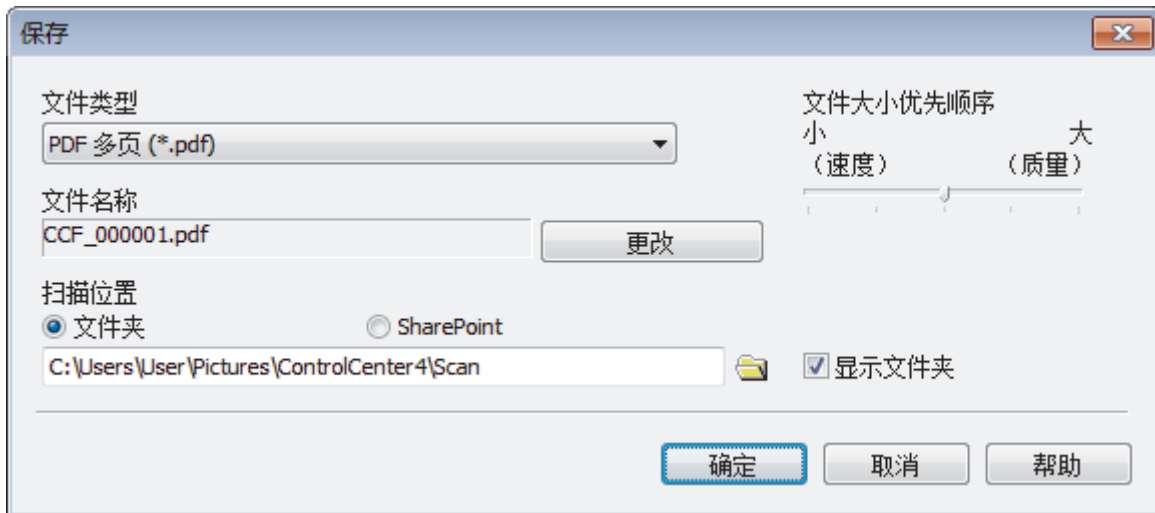 保存
文件类型
PDF 多页 (*.pdf)
文件名称
CCF_000001.pdf
更改
文件大小优先顺序
小 大
（速度） （质量）
扫描位置
文件夹 SharePoint
C:\Users\User\Pictures\ControlCenter4\Scan
显示文件夹
确定 取消 帮助